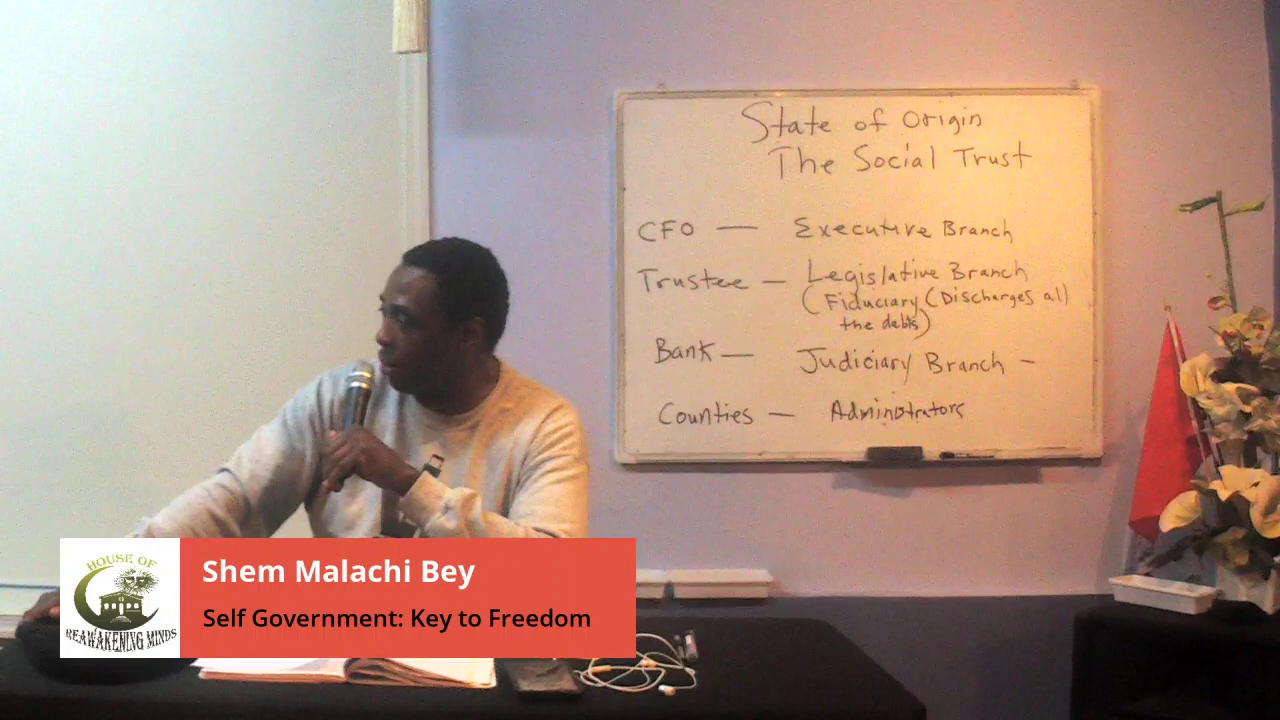 State of Origin
The Social Trust
CFO — Executive Branch
Trustee — Legislative Branch
(Fiduciary (Discharges all
the debts)
Bank — Judiciary Branch -
Counties — Administrators
HOUSE OF
REAWAKENING MINDS
Shem Malachi Bey
Self Government: Key to Freedom